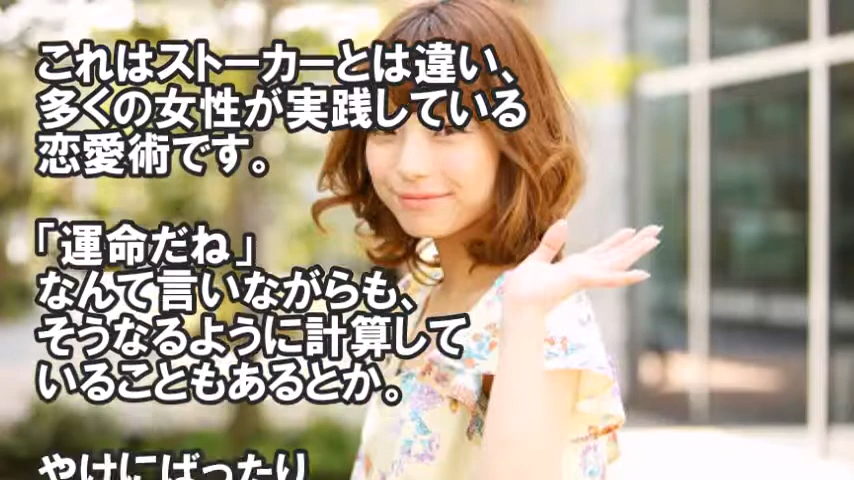 これはストーカーとは違い、
多くの女性が実践している
恋愛術です。
「運命だね」
なんて言いながらも、
そうなるように計算して
いることもあるとか。
やけにばったり